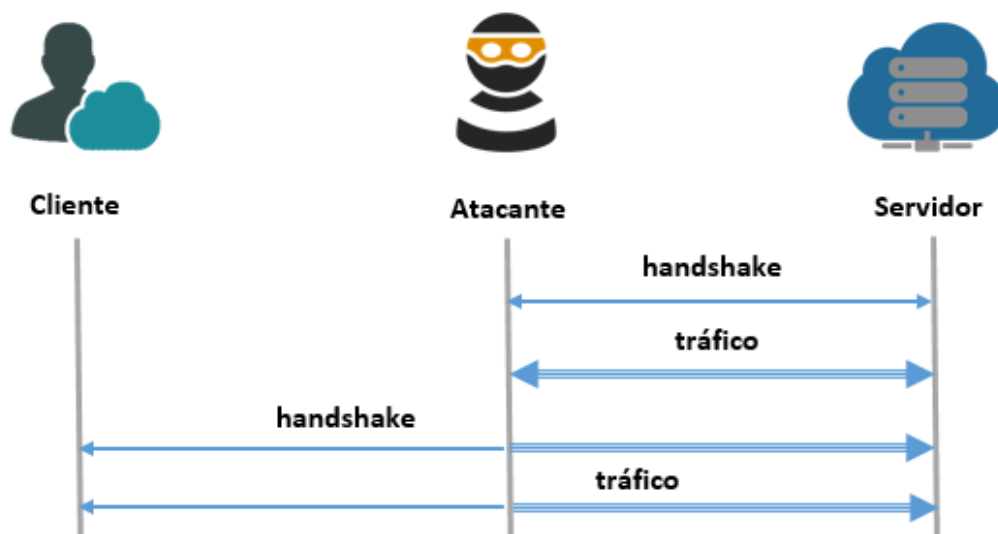 Cliente
Atacante
Servidor
handshake
tráfico
handshake
tráfico